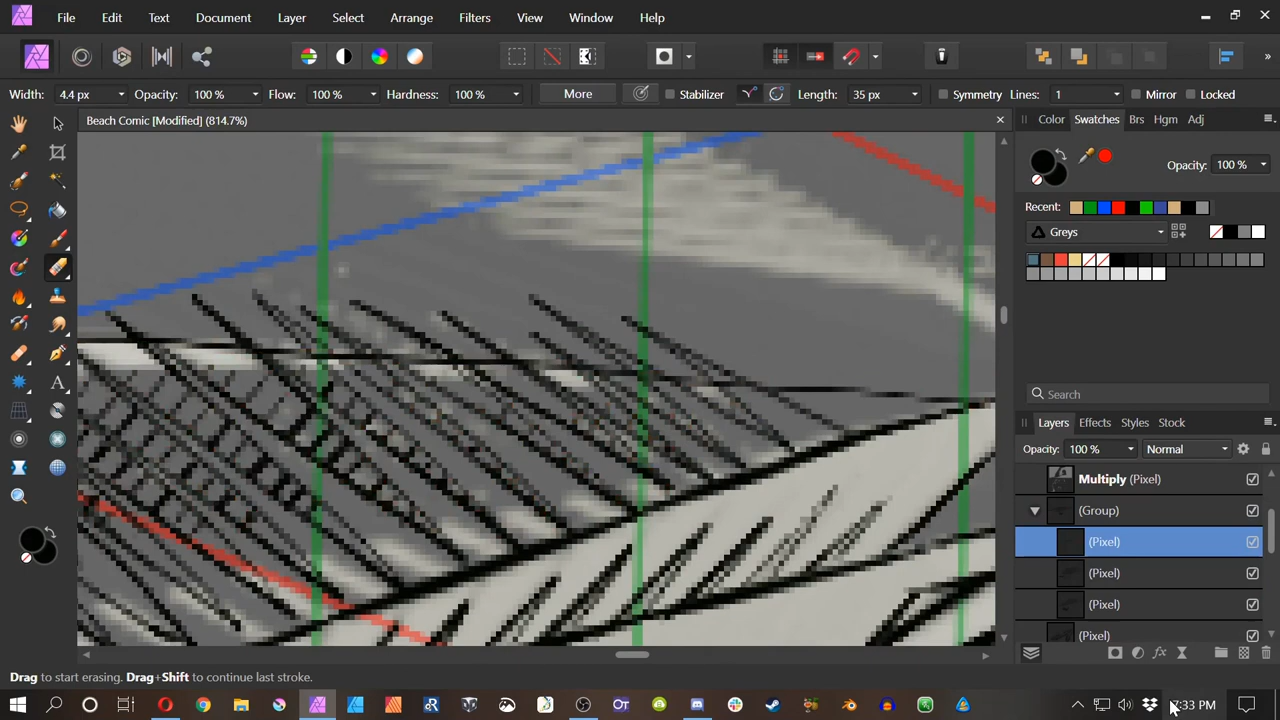 File Edit Text Document Layer Select Arrange Filters View Window Help
Width: 4.4 px Opacity: 100 % Flow: 100 % Hardness: 100 % More Stabilizer Length: 35 px Symmetry Lines: 1 Mirror Locked
Beach Comic [Modified] (814.7%)
Color Swatches Brs Hgm Adj
Opacity: 100 %
Recent:
Greys
Search
Layers Effects Styles Stock
Opacity: 100 % Normal
Multiply (Pixel)
(Group)
(Pixel)
(Pixel)
(Pixel)
(Pixel)
Drag to start erasing. Drag+Shift to continue last stroke.
:33 PM